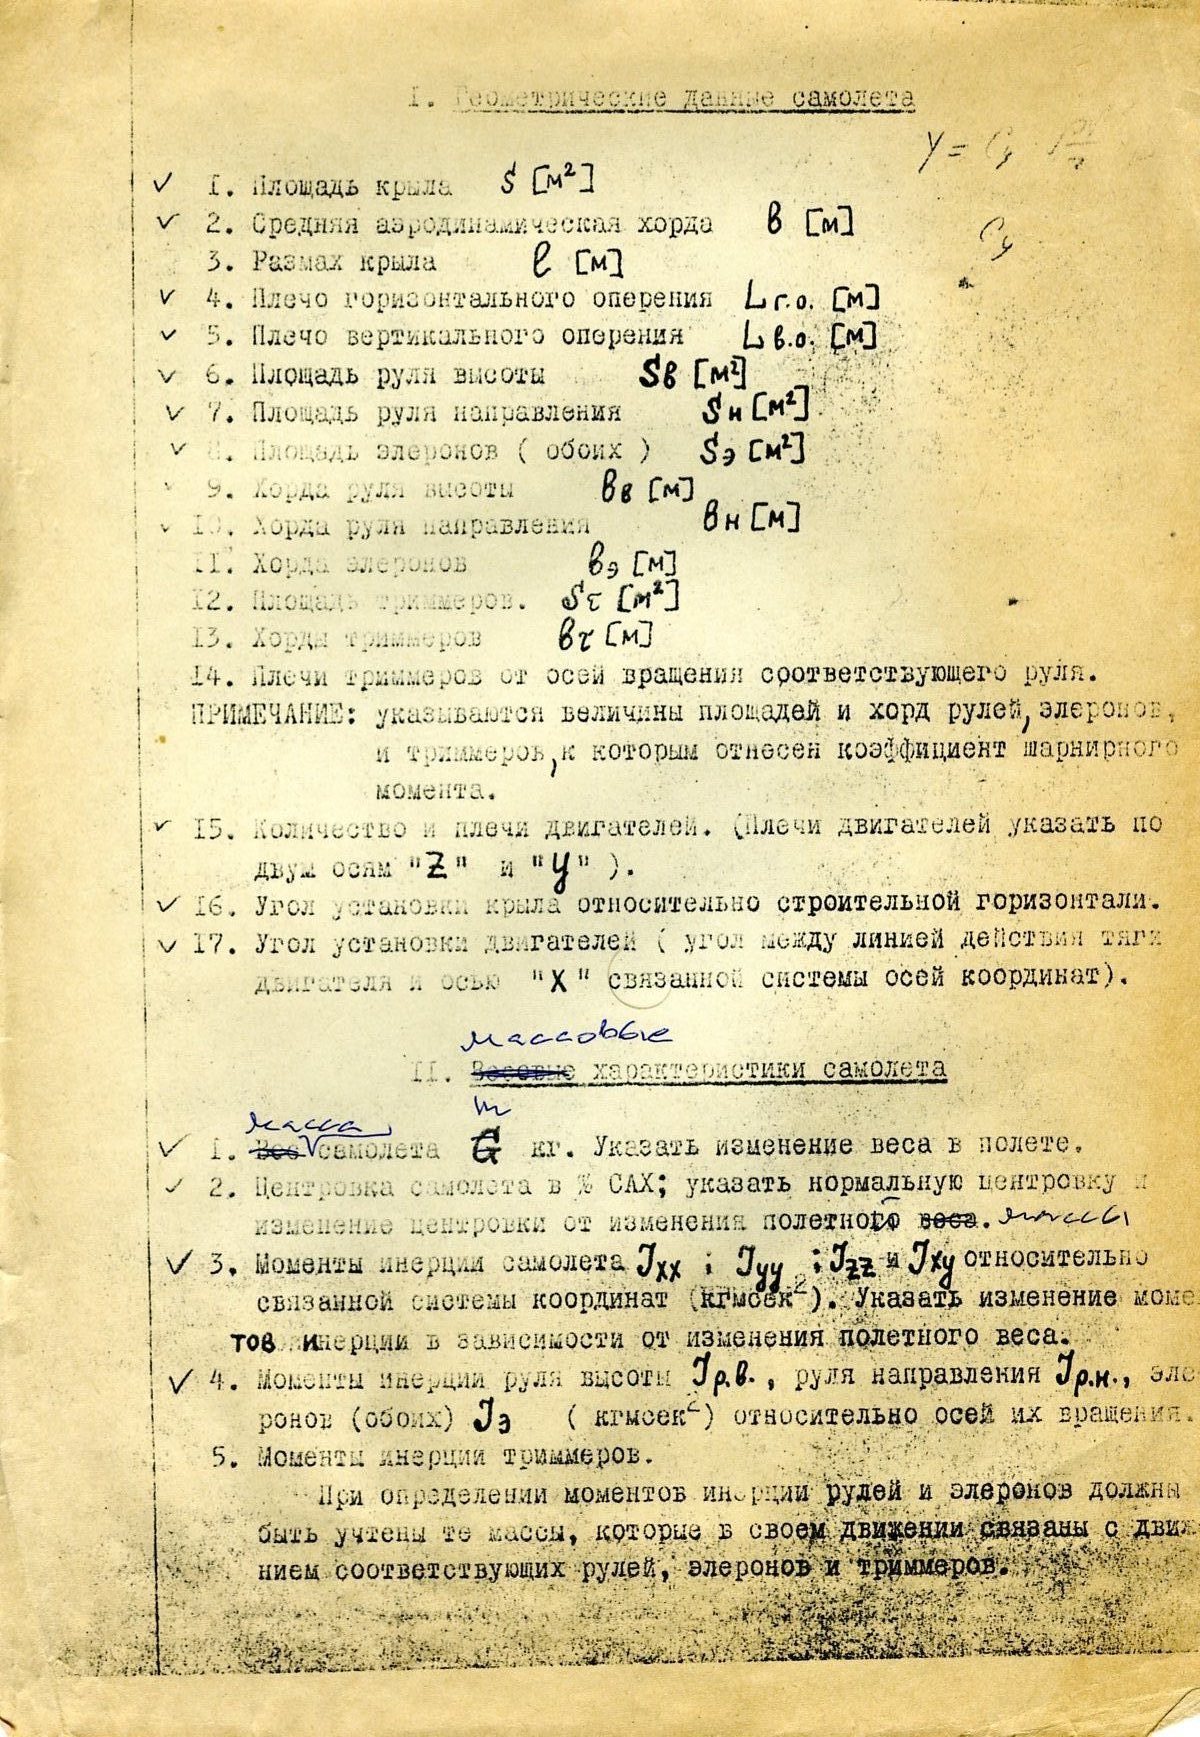 I. Геометрические данные самолета
y = Cy
1. Площадь крыла S [м²]
2. Средняя аэродинамическая хорда в [м]
Cy
3. Размах крыла l [м]
4. Плечо горизонтального оперения L г.о. [м]
5. Плечо вертикального оперения L в.о. [м]
6. Площадь руля высоты Sв [м²]
7. Площадь руля направления Sн [м²]
8. Площадь элеронов ( обоих ) Sэ [м²]
9. Хорда руля высоты вв [м]
10. Хорда руля направления вн [м]
11. Хорда элеронов вэ [м]
12. Площадь триммеров. Sτ [м²]
13. Хорды триммеров вτ [м]
14. Плечи триммеров от осей вращения соответствующего руля.
ПРИМЕЧАНИЕ: указываются величины площадей и хорд рулей, элеронов,
и триммеров, к которым отнесен коэффициент шарнирного
момента.
15. Количество и плечи двигателей. (Плечи двигателей указать по
двум осям "Z" и "У" ).
16. Угол установки крыла относительно строительной горизонтали.
17. Угол установки двигателей ( угол между линией действия тяги
двигателя и осью "X" связанной системы осей координат).
массовые
II. Весовые характеристики самолета
масса m
1. Вес самолета G кг. Указать изменение веса в полете.
2. Центровка самолета в % САХ; указать нормальную центровку и
изменение центровки от изменения полетного веса. массы
3. Моменты инерции самолета Jxx ; Jyy ; Jzz и Jxy относительно
связанной системы координат (кгмсек²). Указать изменение моме
тов инерции в зависимости от изменения полетного веса.
4. Моменты инерции руля высоты Jр.в. , руля направления Jр.н., эле
ронов (обоих) Jэ ( кгмсек²) относительно осей их вращения.
5. Моменты инерции триммеров.
При определении моментов инерции рулей и элеронов должны
быть учтены те массы, которые в своем движении связаны с движ
нием соответствующих рулей, элеронов и триммеров.